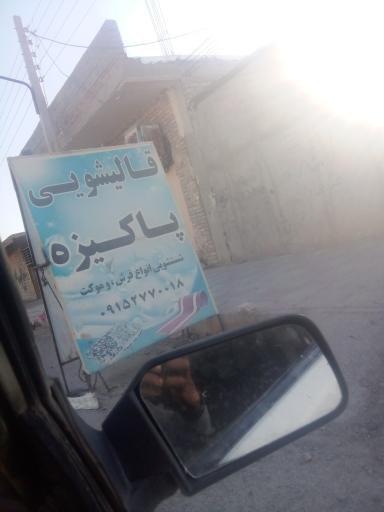 قالیشویی
پاکیزه
شستشوی انواع فرش و موکت
۰۹۱۵۲۷۷۰۰۱۸